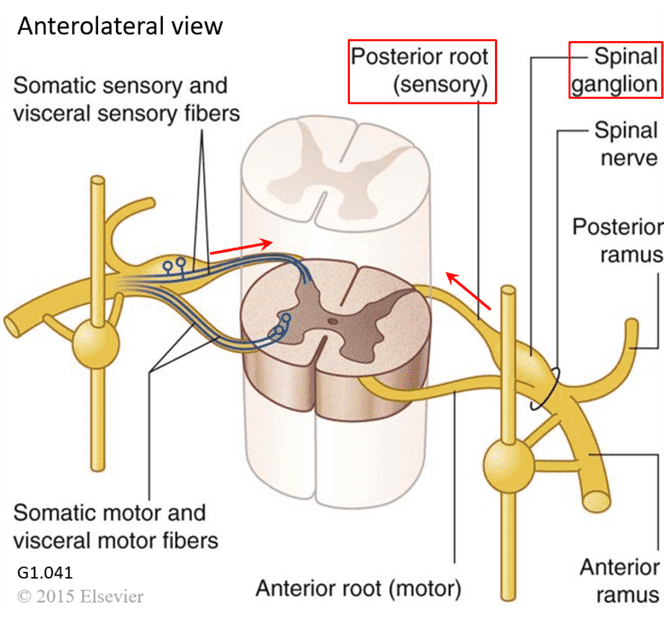 Anterolateral view
Somatic sensory and
visceral sensory fibers
Posterior root
(sensory)
Spinal
ganglion
Spinal
nerve
Posterior
ramus
Somatic motor and
visceral motor fibers
Anterior root (motor)
Anterior
ramus
G1.041
© 2015 Elsevier